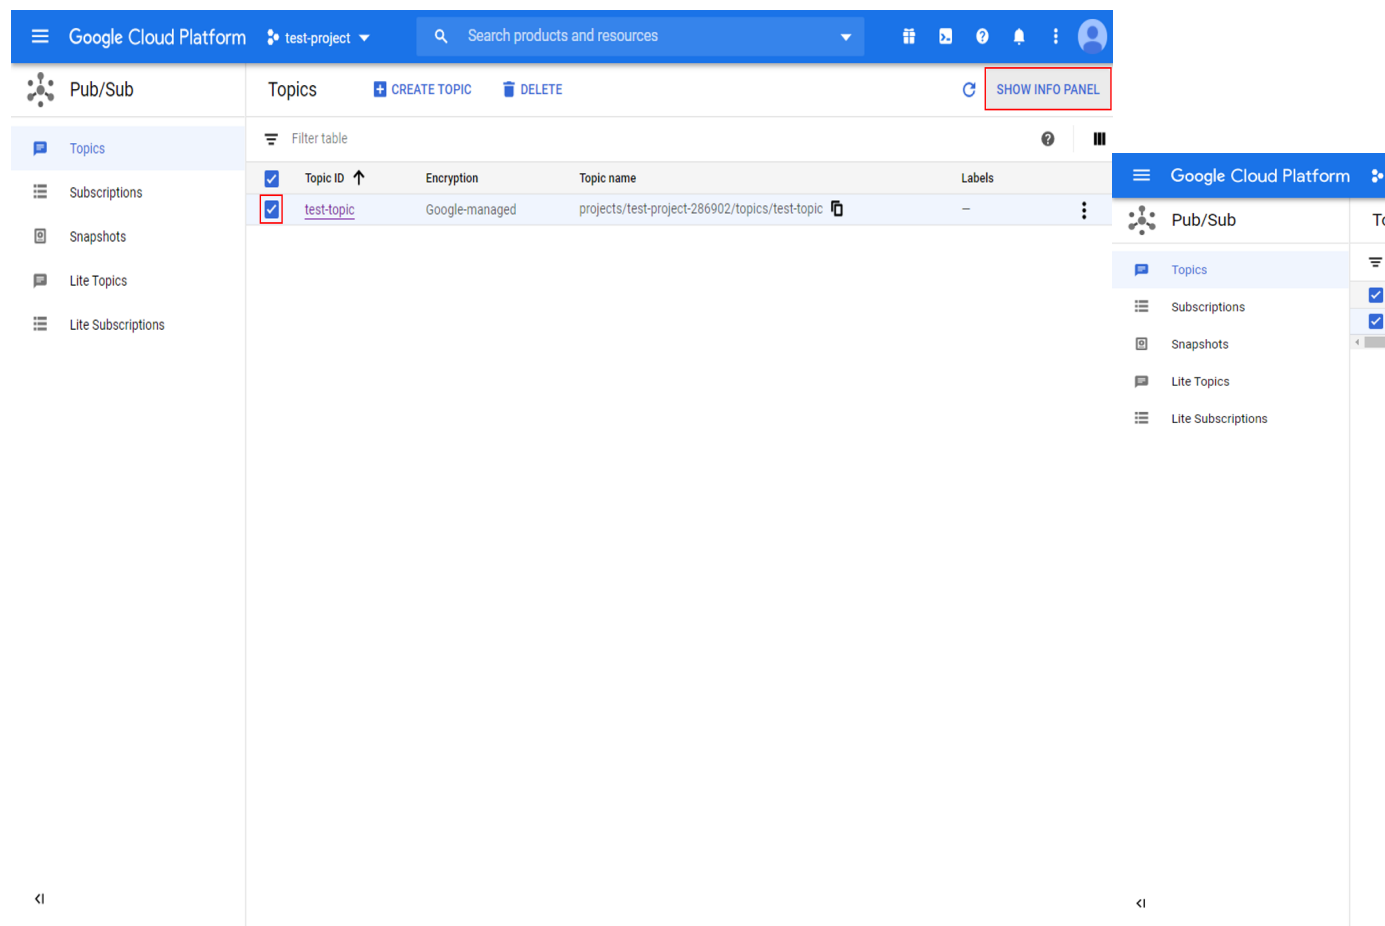 Google Cloud Platform test-project Search products and resources
Pub/Sub Topics CREATE TOPIC DELETE SHOW INFO PANEL
Topics Filter table
Topic ID Encryption Topic name Labels
test-topic Google-managed projects/test-project-286902/topics/test-topic –
Subscriptions
Snapshots
Lite Topics
Lite Subscriptions
Google Cloud Platform
Pub/Sub
Topics
Subscriptions
Snapshots
Lite Topics
Lite Subscriptions